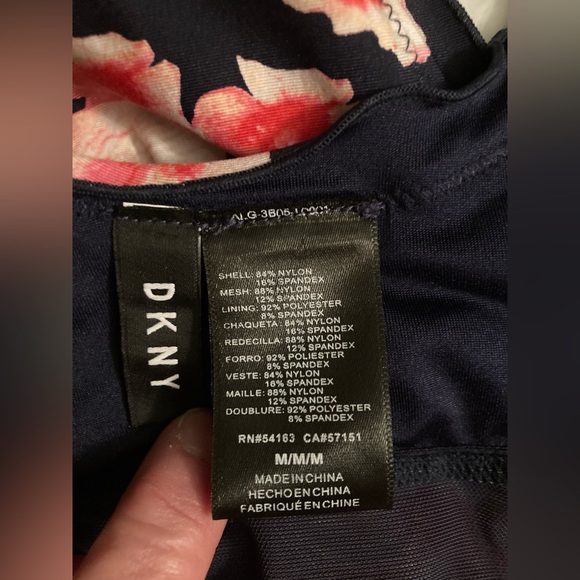 ALG-3B05-L0001
DKNY
SHELL: 84% NYLON
16% SPANDEX
MESH: 88% NYLON
12% SPANDEX
LINING: 92% POLYESTER
8% SPANDEX
CHAQUETA: 84% NYLON
16% SPANDEX
REDECILLA: 88% NYLON
12% SPANDEX
FORRO: 92% POLIESTER
8% SPANDEX
VESTE: 84% NYLON
16% SPANDEX
MAILLE: 88% NYLON
12% SPANDEX
DOUBLURE: 92% POLYESTER
8% SPANDEX
RN#54163 CA#57151
M/M/M
MADE IN CHINA
HECHO EN CHINA
FABRIQUÉ EN CHINE